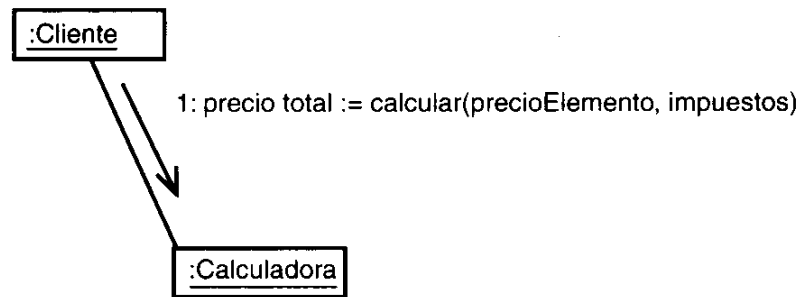 :Cliente
1: precio total := calcular(precioElemento, impuestos)
:Calculadora